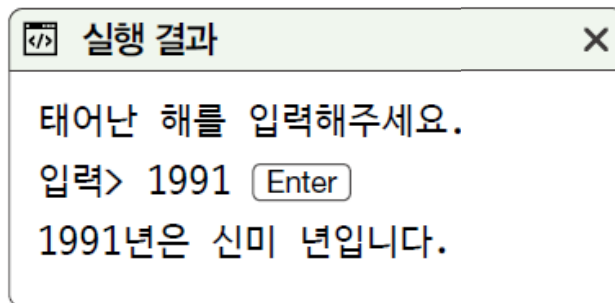 </> 실행 결과 ×
태어난 해를 입력해주세요.
입력> 1991 Enter
1991년은 신미 년입니다.